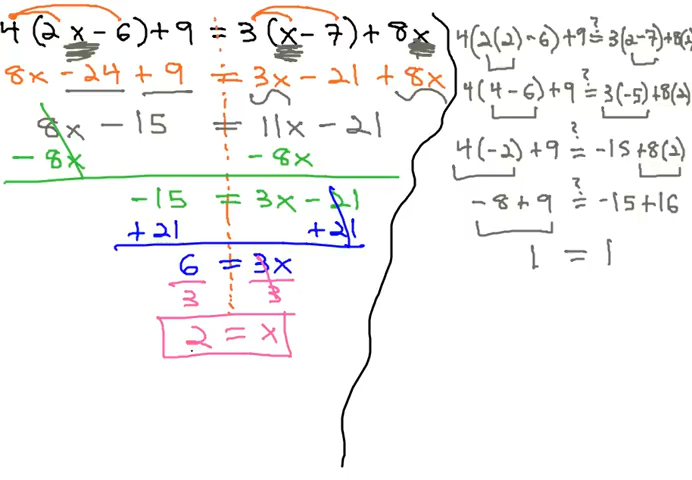 4(2x-6)+9 = 3(x-7)+8x
8x -24 + 9 = 3x - 21 + 8x
8x -15 = 11x - 21
-8x -8x
-15 = 3x - 21
+21 +21
6 = 3x
3 3
2 = x
4(2(2)-6)+9 ?= 3(2-7)+8(2
4(4-6)+9 ?= 3(-5)+8(2)
4(-2)+9 ?= -15+8(2)
-8+9 ?= -15+16
1 = 1